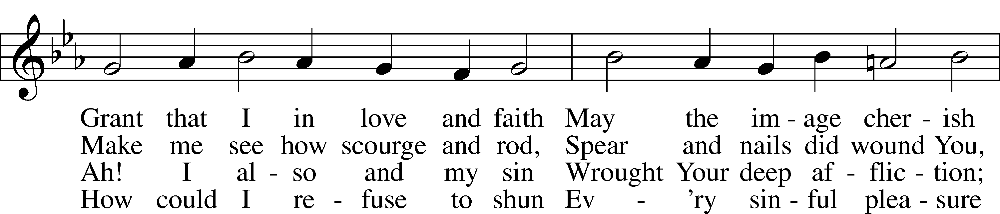 Grant that I in love and faith May the im - age cher - ish
Make me see how scourge and rod, Spear and nails did wound You,
Ah! I al - so and my sin Wrought Your deep af - flic - tion;
How could I re - fuse to shun Ev - ’ry sin - ful plea - sure